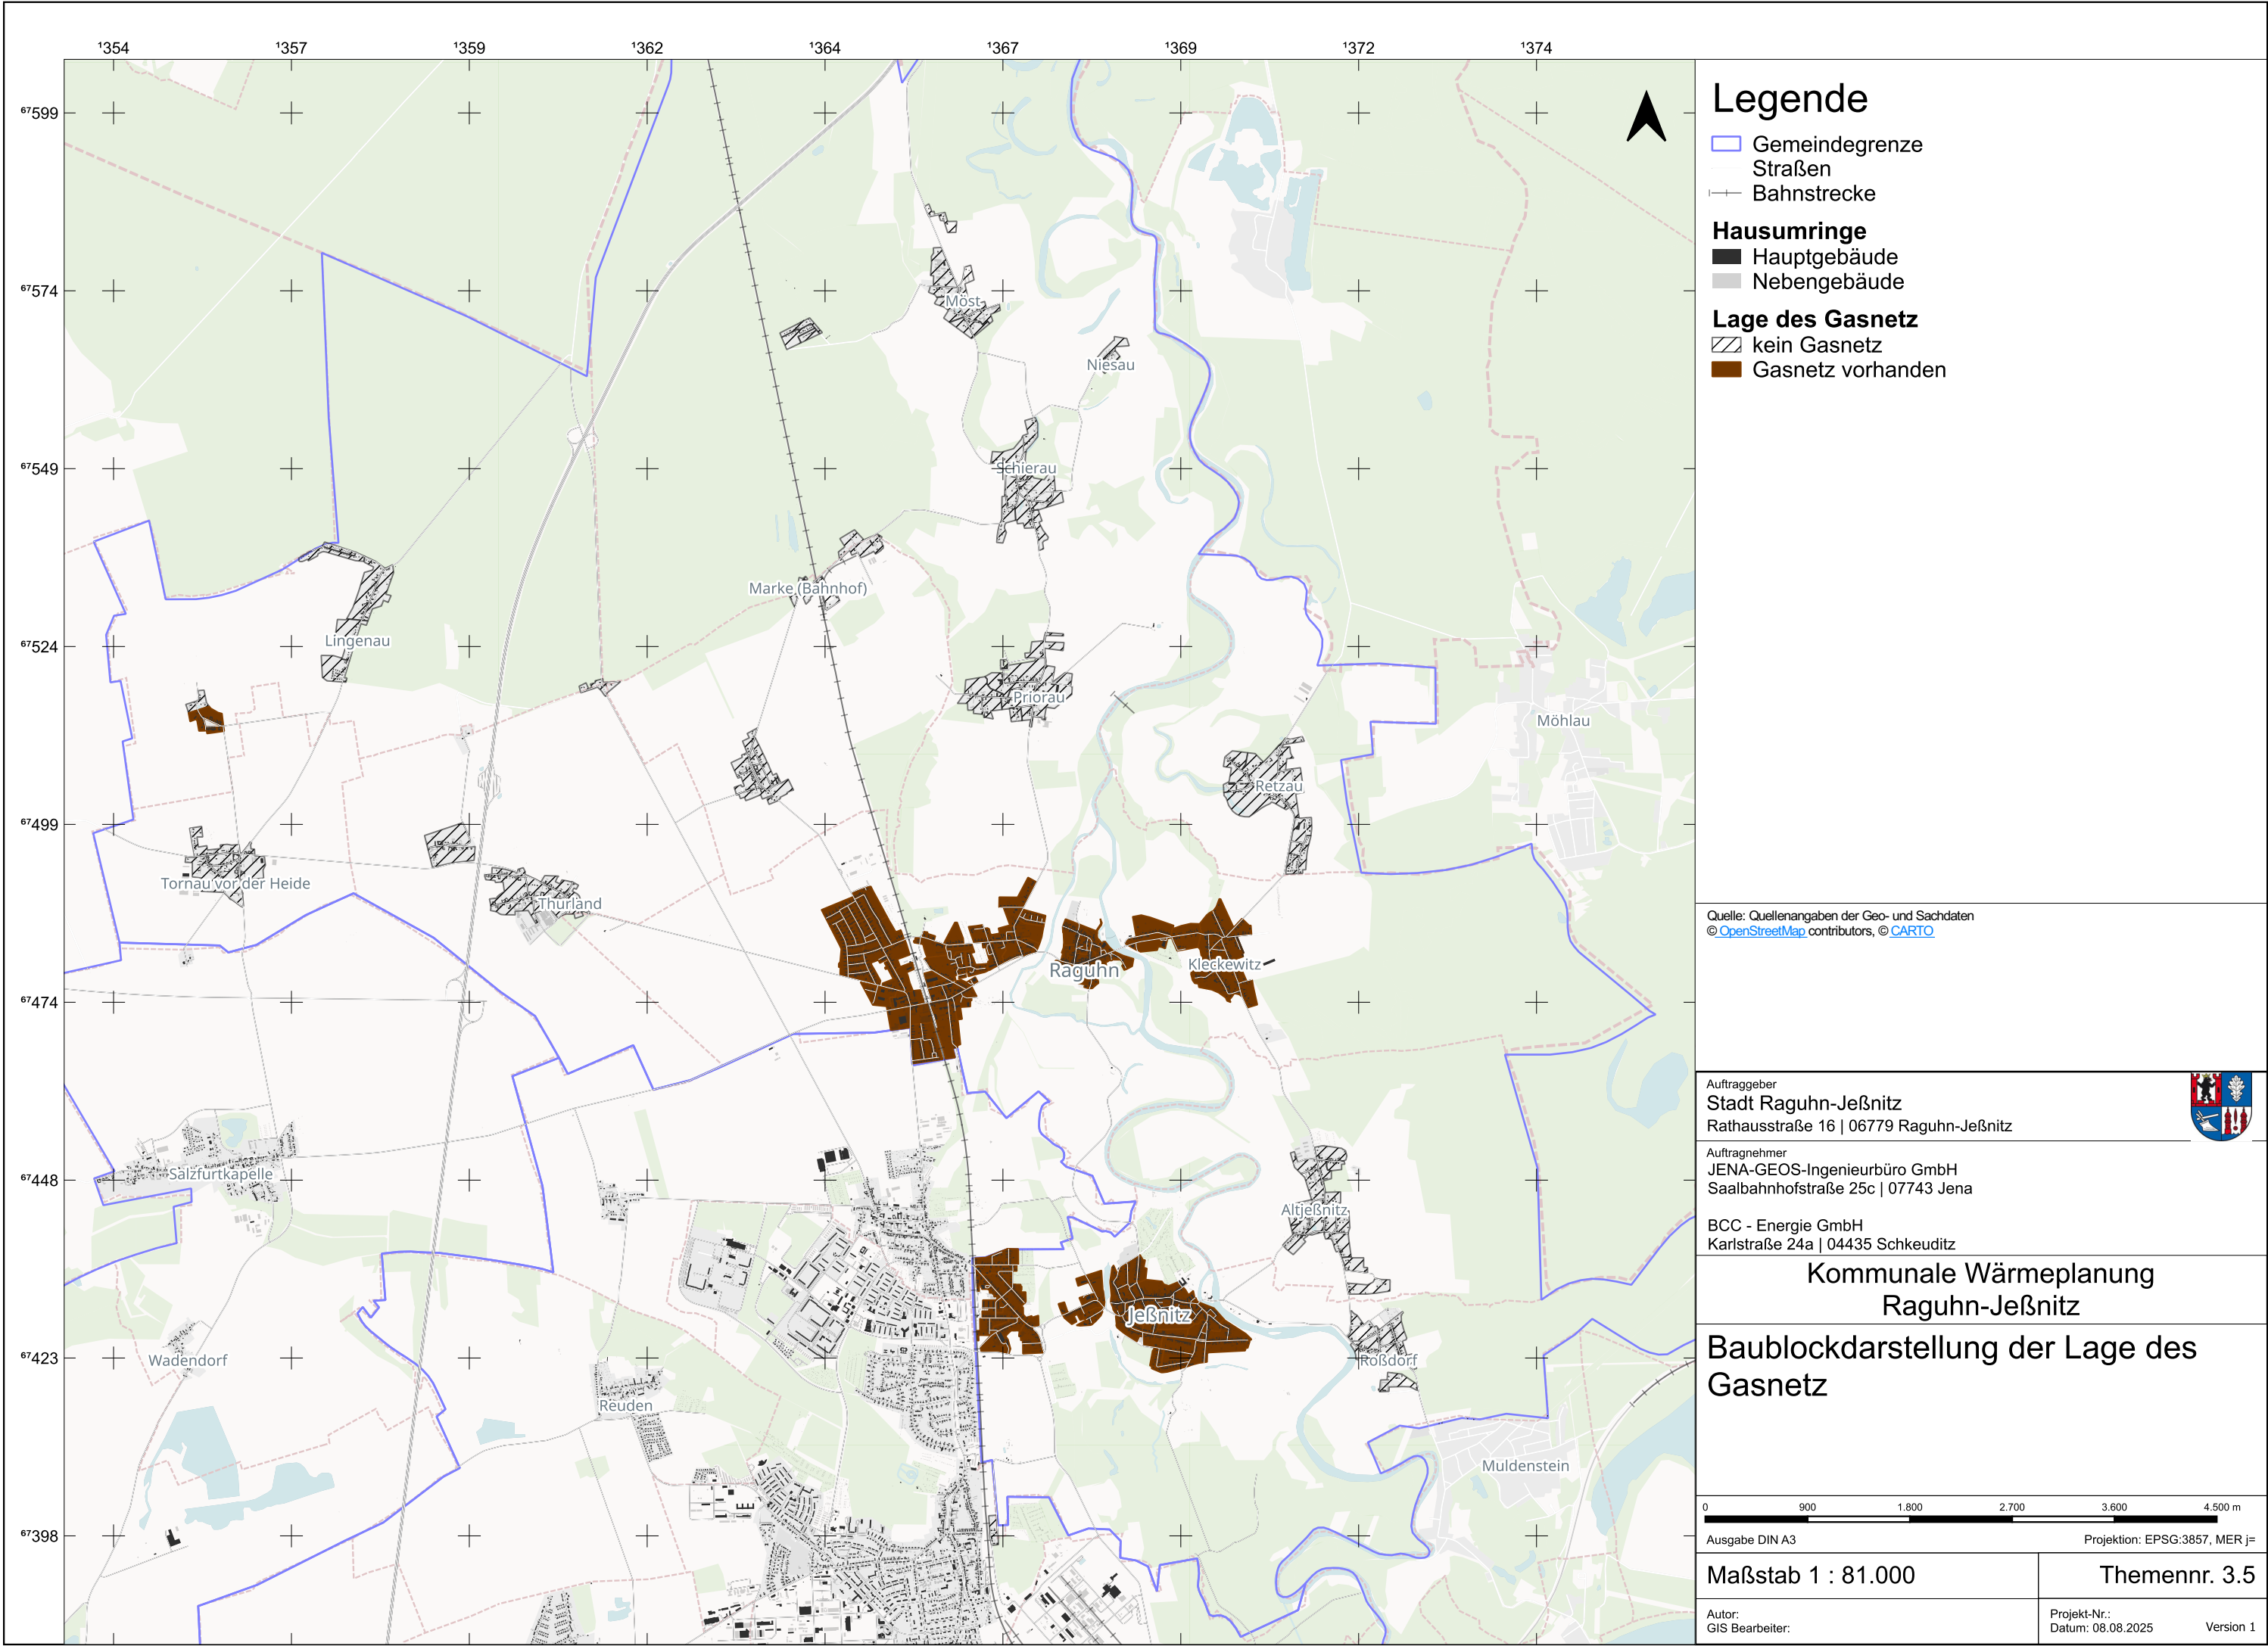 ¹354 ¹357 ¹359 ¹362 ¹364 ¹367 ¹369 ¹372 ¹374
⁶⁷599
⁶⁷574
⁶⁷549
⁶⁷524
⁶⁷499
⁶⁷474
⁶⁷448
⁶⁷423
⁶⁷398
Möst
Niesau
Schierau
Marke (Bahnhof)
Lingenau
Priorau
Möhlau
Retzau
Tornau vor der Heide
Thurland
Raguhn
Kleckewitz
Salzfurtkapelle
Altjeßnitz
Jeßnitz
Wadendorf
Roßdorf
Reuden
Muldenstein
Legende
Gemeindegrenze
Straßen
Bahnstrecke
Hausumringe
Hauptgebäude
Nebengebäude
Lage des Gasnetz
kein Gasnetz
Gasnetz vorhanden
Quelle: Quellenangaben der Geo- und Sachdaten
© OpenStreetMap contributors, © CARTO
Auftraggeber
Stadt Raguhn-Jeßnitz
Rathausstraße 16 | 06779 Raguhn-Jeßnitz
Auftragnehmer
JENA-GEOS-Ingenieurbüro GmbH
Saalbahnhofstraße 25c | 07743 Jena
BCC - Energie GmbH
Karlstraße 24a | 04435 Schkeuditz
Kommunale Wärmeplanung
Raguhn-Jeßnitz
Baublockdarstellung der Lage des
Gasnetz
0 900 1.800 2.700 3.600 4.500 m
Ausgabe DIN A3 Projektion: EPSG:3857, MER j=
Maßstab 1 : 81.000 Themennr. 3.5
Autor:
GIS Bearbeiter:
Projekt-Nr.:
Datum: 08.08.2025 Version 1